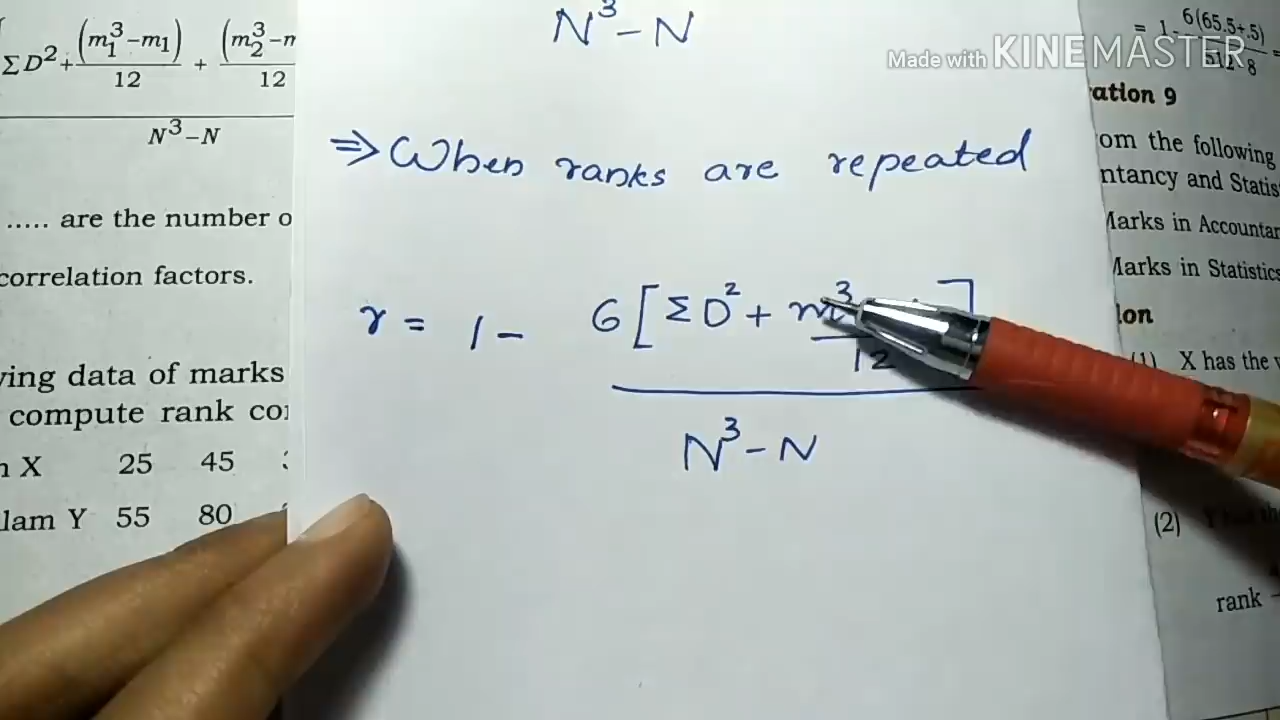 N³ – N
⇒ When ranks are repeated
r = 1 – 6[ΣD² + m³
12
N³ – N
ΣD² + (m₁³–m₁) + (m₂³–m
12 12
N³–N
..... are the number o
correlation factors.
ying data of marks
compute rank co
X 25 45
lam Y 55 80
= 1- 6(65.5+.5) =
512-8
Made with KINEMASTER
ation 9
om the following
ntancy and Statis
Marks in Accountan
Marks in Statistics
ion
(1) X has the
(2)
rank